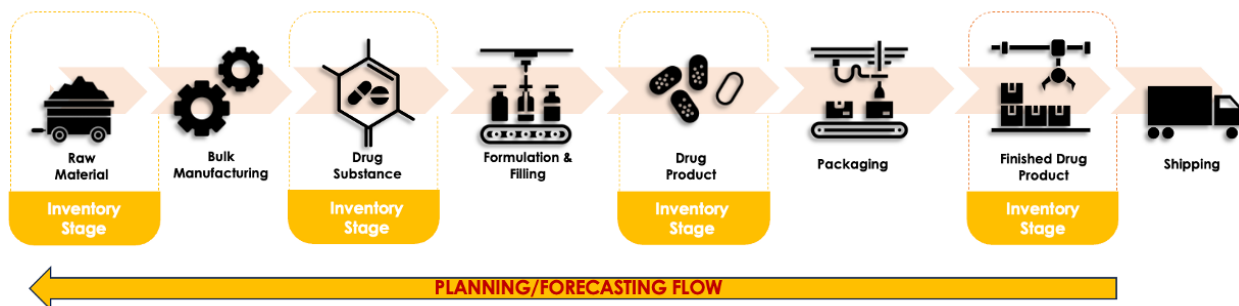 Raw
Material
Inventory
Stage
Bulk
Manufacturing
Drug
Substance
Inventory
Stage
Formulation &
Filling
Drug
Product
Inventory
Stage
Packaging
Finished Drug
Product
Inventory
Stage
Shipping
PLANNING/FORECASTING FLOW